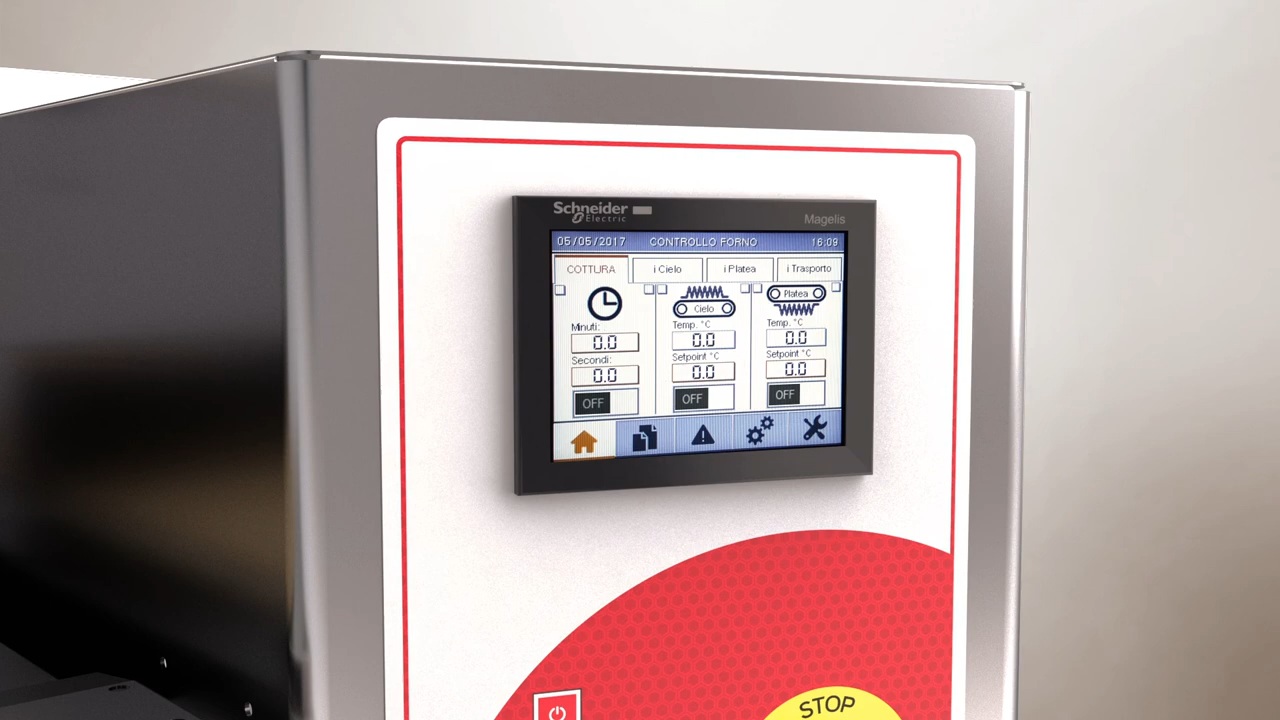 Schneider Electric
Magelis
05/05/2017 CONTROLLO FORNO 16:09
COTTURA i Cielo i Platea i Trasporto
Cielo
Platea
Minuti: Temp. °C Temp. °C
0.0 0.0 0.0
Secondi: Setpoint °C Setpoint °C
0.0 0.0 0.0
OFF OFF OFF
STOP